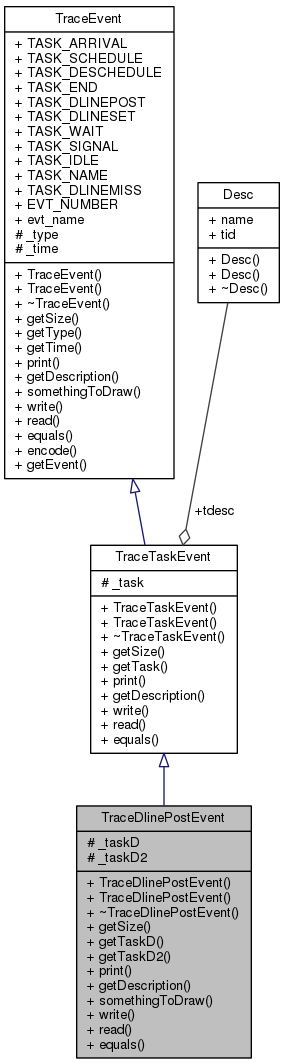 TraceEvent
+ TASK_ARRIVAL
+ TASK_SCHEDULE
+ TASK_DESCHEDULE
+ TASK_END
+ TASK_DLINEPOST
+ TASK_DLINESET
+ TASK_WAIT
+ TASK_SIGNAL
+ TASK_IDLE
+ TASK_NAME
+ TASK_DLINEMISS
+ EVT_NUMBER
+ evt_name
# _type
# _time
+ TraceEvent()
+ TraceEvent()
+ ~TraceEvent()
+ getSize()
+ getType()
+ getTime()
+ print()
+ getDescription()
+ somethingToDraw()
+ write()
+ read()
+ equals()
+ encode()
+ getEvent()
Desc
+ name
+ tid
+ Desc()
+ Desc()
+ ~Desc()
+tdesc
TraceTaskEvent
# _task
+ TraceTaskEvent()
+ TraceTaskEvent()
+ ~TraceTaskEvent()
+ getSize()
+ getTask()
+ print()
+ getDescription()
+ write()
+ read()
+ equals()
TraceDlinePostEvent
# _taskD
# _taskD2
+ TraceDlinePostEvent()
+ TraceDlinePostEvent()
+ ~TraceDlinePostEvent()
+ getSize()
+ getTaskD()
+ getTaskD2()
+ print()
+ getDescription()
+ somethingToDraw()
+ write()
+ read()
+ equals()